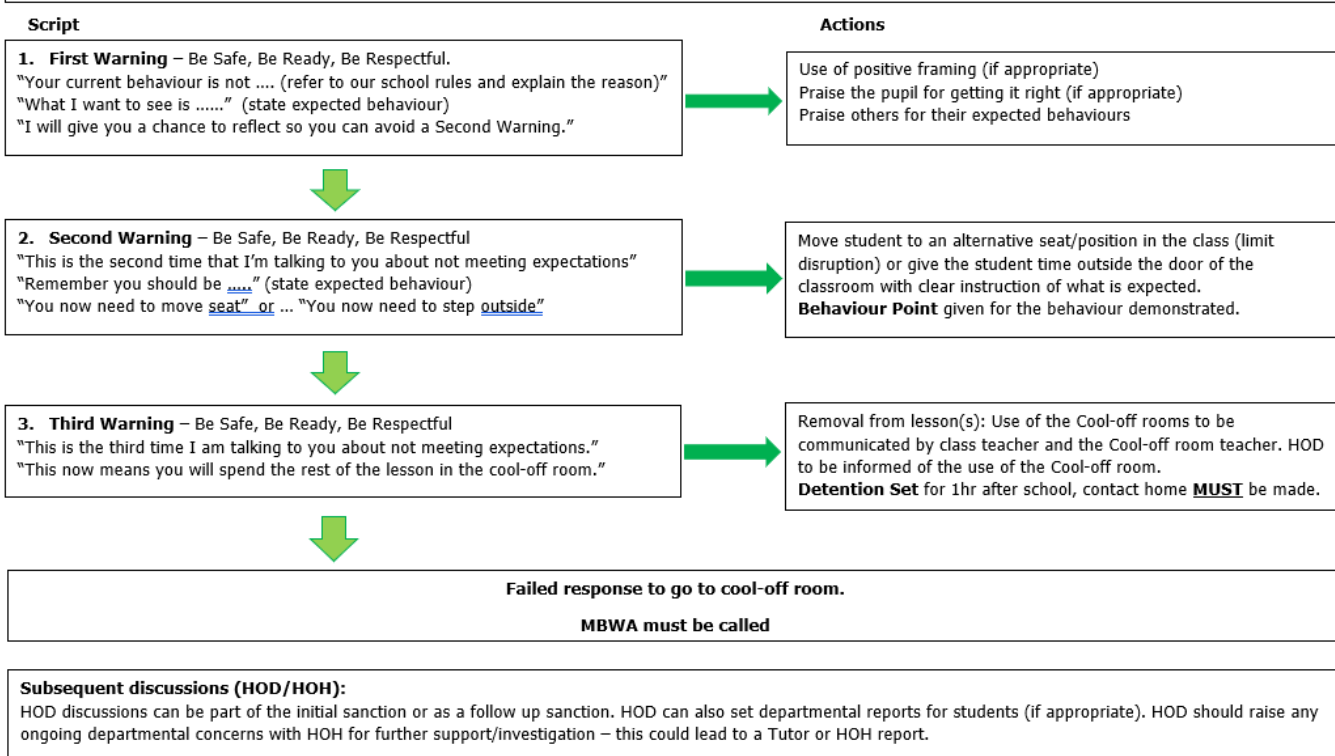 Script
Actions
1. First Warning – Be Safe, Be Ready, Be Respectful.
“Your current behaviour is not .... (refer to our school rules and explain the reason)”
“What I want to see is ......” (state expected behaviour)
“I will give you a chance to reflect so you can avoid a Second Warning.”
Use of positive framing (if appropriate)
Praise the pupil for getting it right (if appropriate)
Praise others for their expected behaviours
2. Second Warning – Be Safe, Be Ready, Be Respectful
“This is the second time that I’m talking to you about not meeting expectations”
“Remember you should be .....” (state expected behaviour)
“You now need to move seat” or ... “You now need to step outside”
Move student to an alternative seat/position in the class (limit
disruption) or give the student time outside the door of the
classroom with clear instruction of what is expected.
Behaviour Point given for the behaviour demonstrated.
3. Third Warning – Be Safe, Be Ready, Be Respectful
“This is the third time I am talking to you about not meeting expectations.”
“This now means you will spend the rest of the lesson in the cool-off room.”
Removal from lesson(s): Use of the Cool-off rooms to be
communicated by class teacher and the Cool-off room teacher. HOD
to be informed of the use of the Cool-off room.
Detention Set for 1hr after school, contact home MUST be made.
Failed response to go to cool-off room.
MBWA must be called
Subsequent discussions (HOD/HOH):
HOD discussions can be part of the initial sanction or as a follow up sanction. HOD can also set departmental reports for students (if appropriate). HOD should raise any
ongoing departmental concerns with HOH for further support/investigation – this could lead to a Tutor or HOH report.